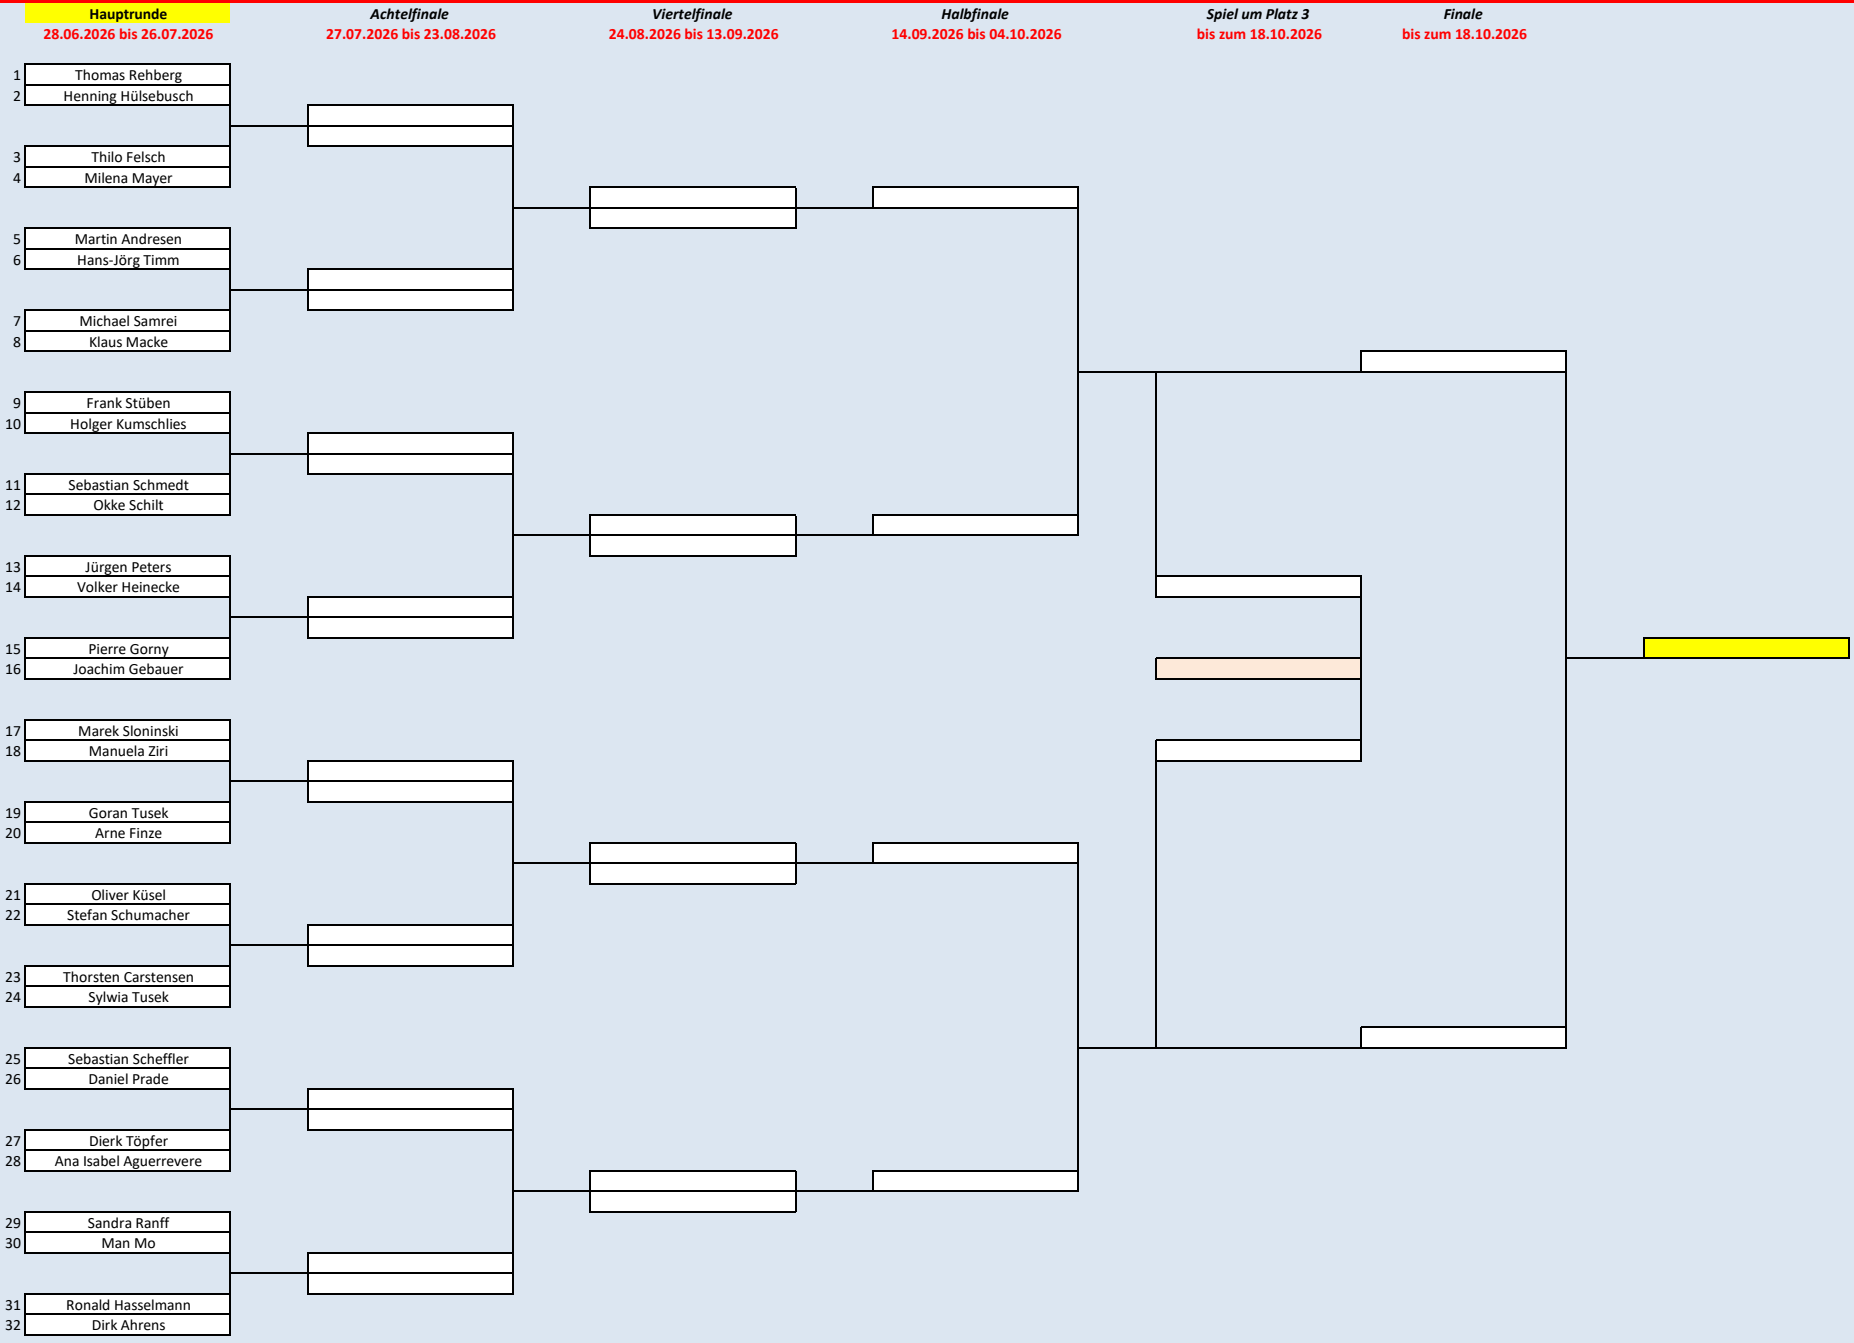 Hauptrunde Achtelfinale Viertelfinale Halbfinale Spiel um Platz 3 Finale
28.06.2026 bis 26.07.2026 27.07.2026 bis 23.08.2026 24.08.2026 bis 13.09.2026 14.09.2026 bis 04.10.2026 bis zum 18.10.2026 bis zum 18.10.2026
1 Thomas Rehberg
2 Henning Hülsebusch
3 Thilo Felsch
4 Milena Mayer
5 Martin Andresen
6 Hans-Jörg Timm
7 Michael Samrei
8 Klaus Macke
9 Frank Stüben
10 Holger Kumschlies
11 Sebastian Schmedt
12 Okke Schilt
13 Jürgen Peters
14 Volker Heinecke
15 Pierre Gorny
16 Joachim Gebauer
17 Marek Sloninski
18 Manuela Ziri
19 Goran Tusek
20 Arne Finze
21 Oliver Küsel
22 Stefan Schumacher
23 Thorsten Carstensen
24 Sylwia Tusek
25 Sebastian Scheffler
26 Daniel Prade
27 Dierk Töpfer
28 Ana Isabel Aguerrevere
29 Sandra Ranff
30 Man Mo
31 Ronald Hasselmann
32 Dirk Ahrens